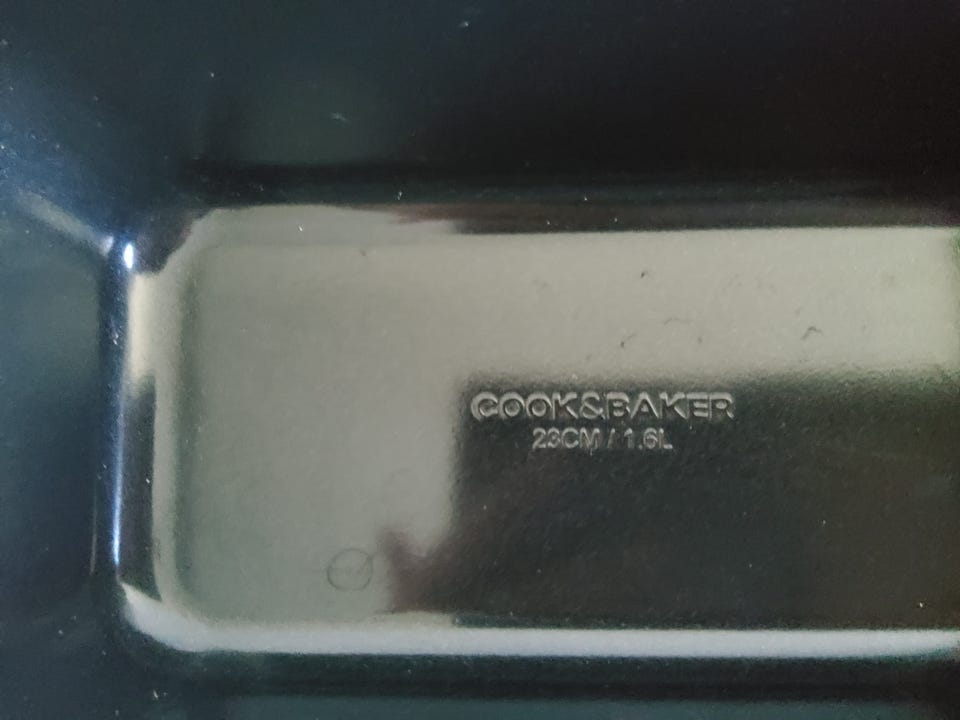 COOK&BAKER
23CM / 1.6L